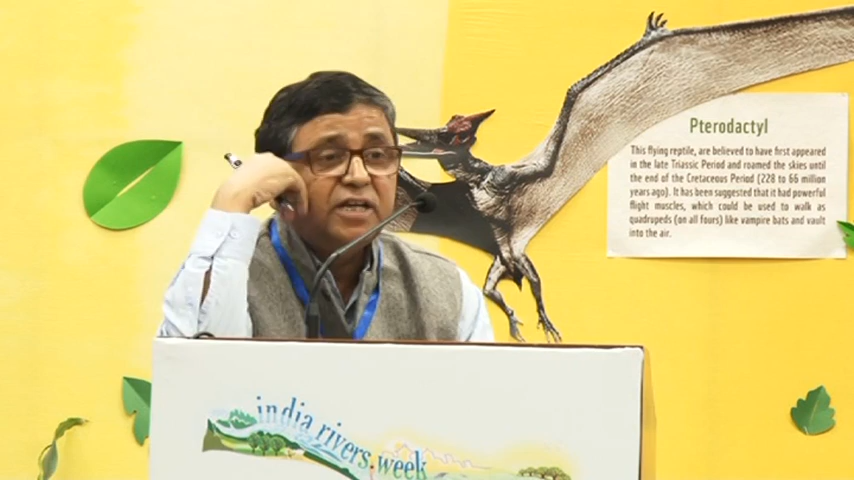 Pterodactyl
This flying reptile, are believed to have first appeared
in the late Triassic Period and roamed the skies until
the end of the Cretaceous Period (228 to 66 million
years ago). It has been suggested that it had powerful
flight muscles, which could be used to walk as
quadrupeds (on all fours) like vampire bats and vault
into the air.
india rivers week